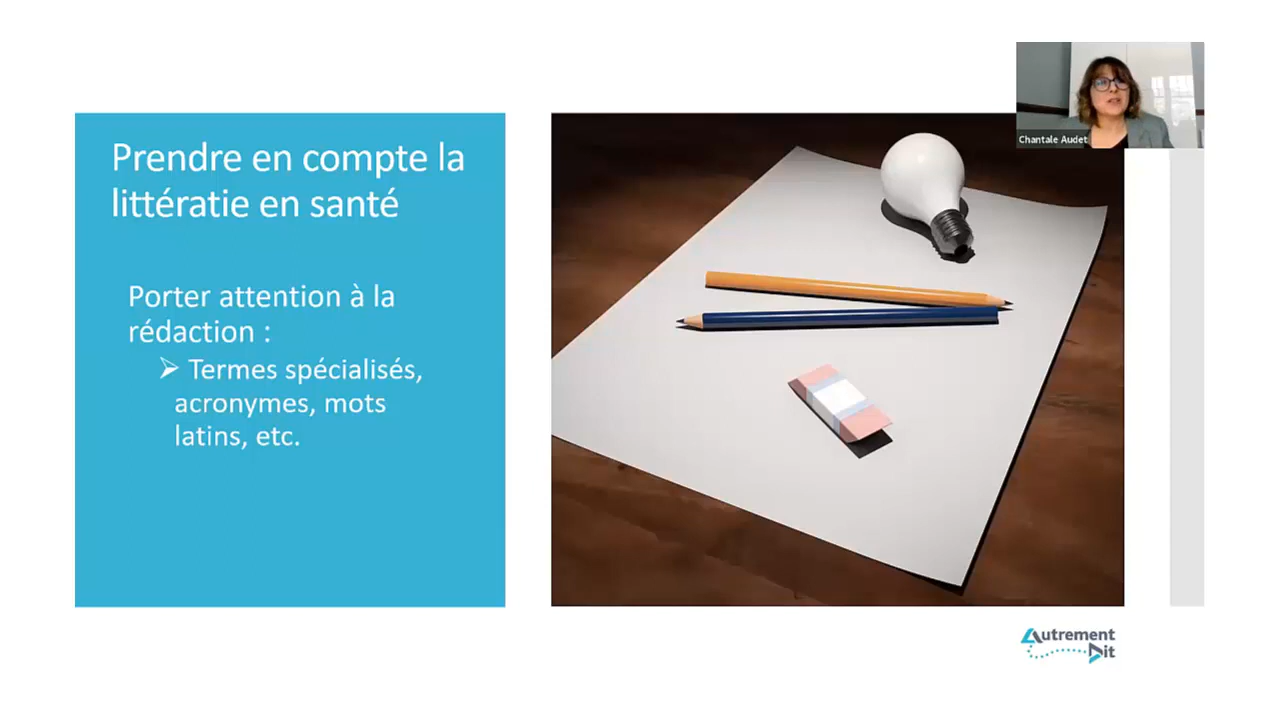 Prendre en compte la
littératie en santé
Porter attention à la
rédaction :
➢ Termes spécialisés,
acronymes, mots
latins, etc.
Chantale Audet
Autrement
Dit